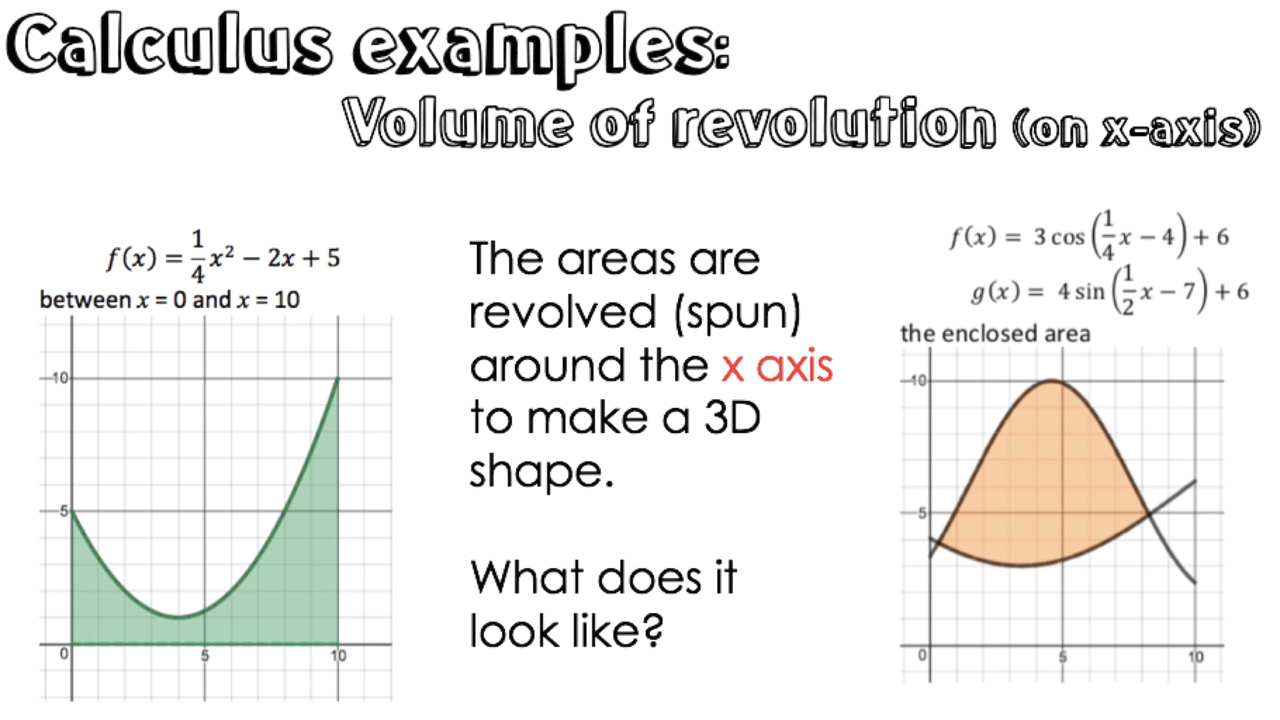 Calculus examples:
Volume of revolution (on x-axis)
f(x) = 1/4 x² − 2x + 5
between x = 0 and x = 10
10
5
0
5
10
The areas are
revolved (spun)
around the x axis
to make a 3D
shape.
What does it
look like?
f(x) = 3 cos (1/4 x − 4) + 6
g(x) = 4 sin (1/2 x − 7) + 6
the enclosed area
10
5
0
5
10